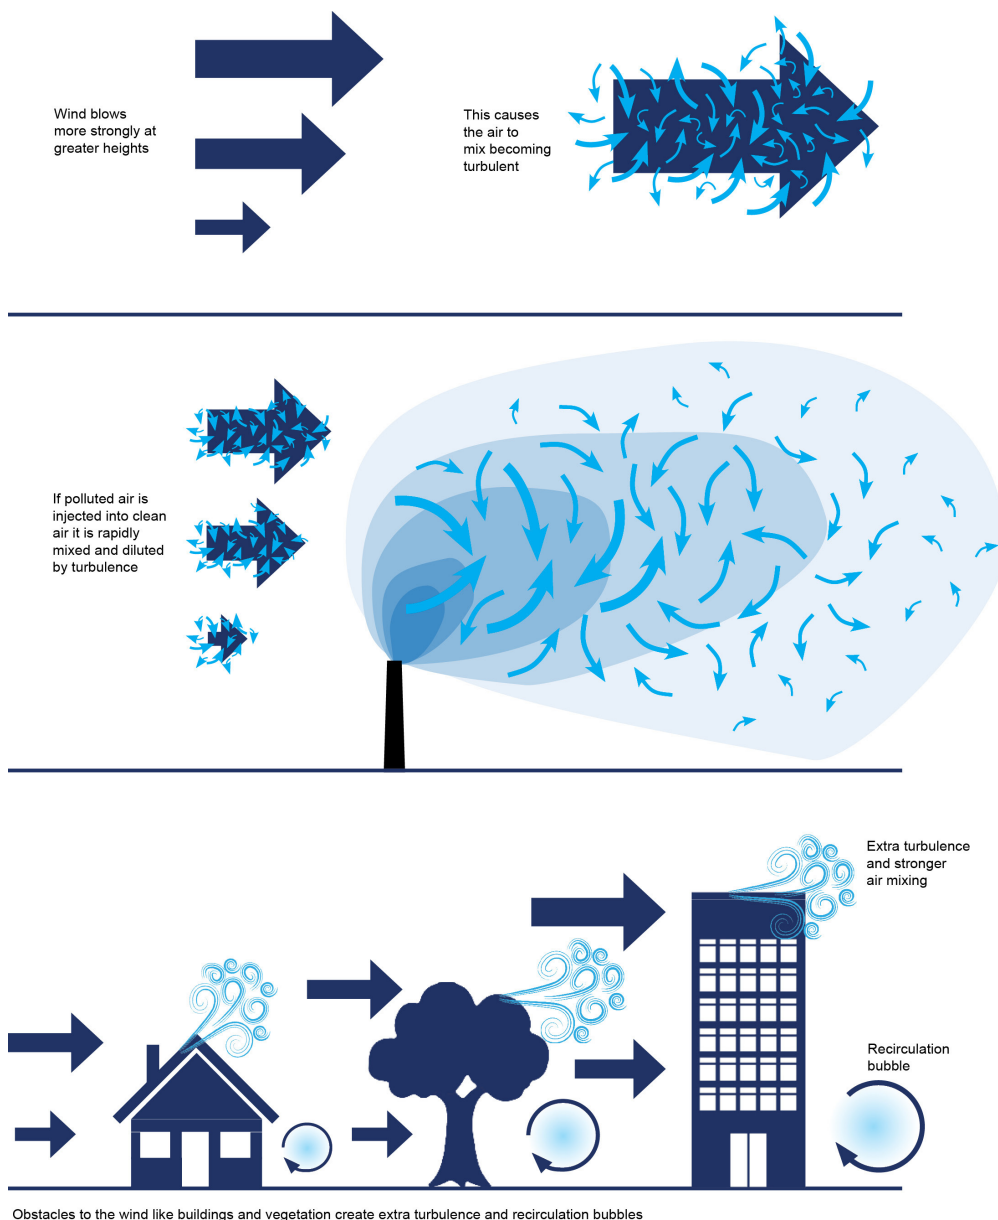 Wind blows
more strongly at
greater heights
This causes
the air to
mix becoming
turbulent
If polluted air is
injected into clean
air it is rapidly
mixed and diluted
by turbulence
Extra turbulence
and stronger
air mixing
Recirculation
bubble
Obstacles to the wind like buildings and vegetation create extra turbulence and recirculation bubbles